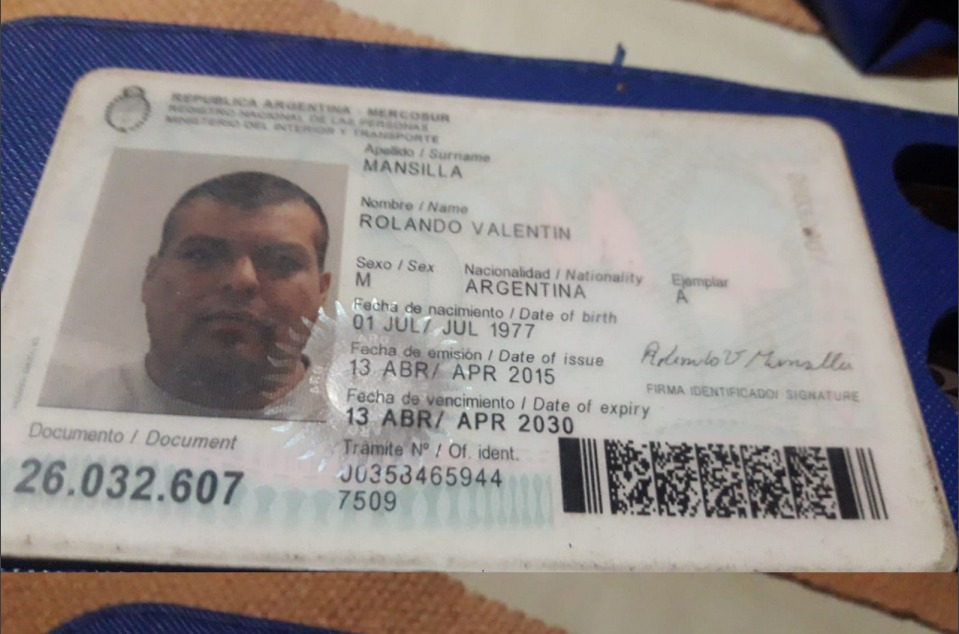 REPUBLICA ARGENTINA - MERCOSUR
REGISTRO NACIONAL DE LAS PERSONAS
MINISTERIO DEL INTERIOR Y TRANSPORTE
Apellido / Surname
MANSILLA
Nombre / Name
ROLANDO VALENTIN
Sexo / Sex Nacionalidad / Nationality Ejemplar
M ARGENTINA A
Fecha de nacimiento / Date of birth
01 JUL/ JUL 1977
Fecha de emisión / Date of issue
13 ABR/ APR 2015
Fecha de vencimiento / Date of expiry
13 ABR/ APR 2030
Rolando V Mansilla
FIRMA IDENTIFICADO/ SIGNATURE
Documento / Document
26.032.607
Trámite Nº / Of. ident.
00353465944
7509